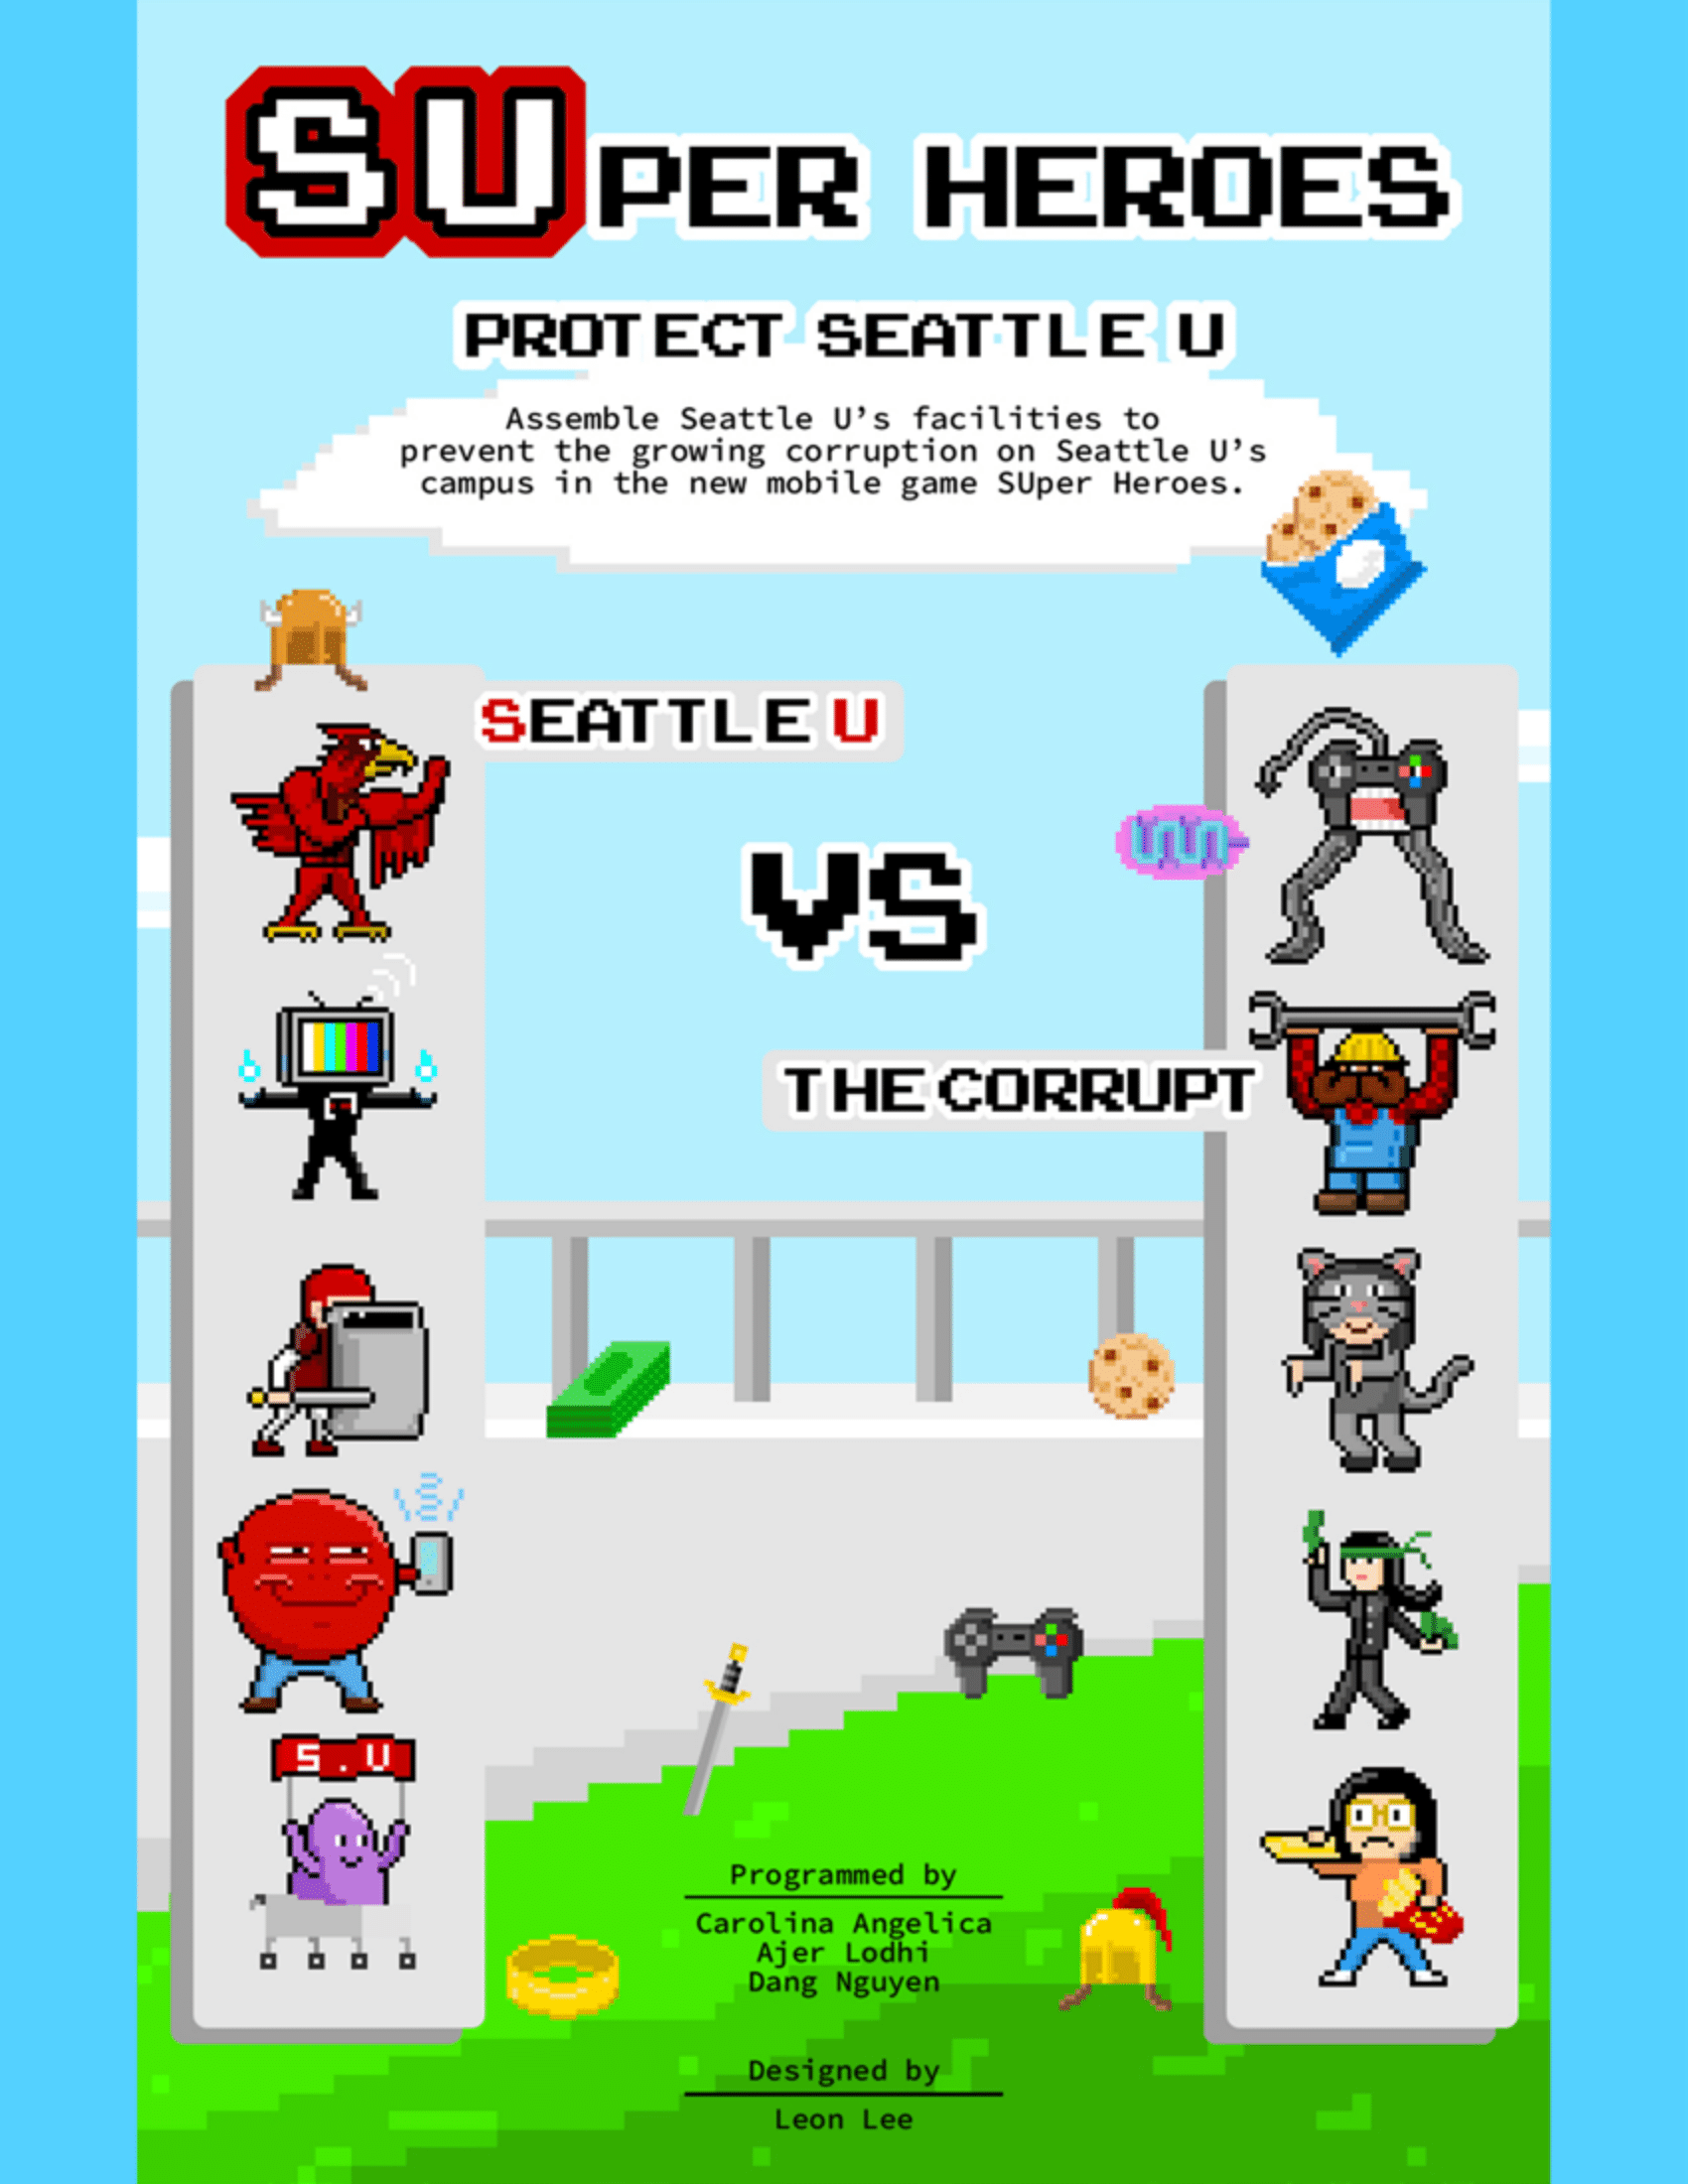 SUPER HEROES
PROTECT SEATTLE U
Assemble Seattle U’s facilities to
prevent the growing corruption on Seattle U’s
campus in the new mobile game SUper Heroes.
SEATTLE U
VS
THE CORRUPT
S.U
Programmed by
Carolina Angelica
Ajer Lodhi
Dang Nguyen
Designed by
Leon Lee